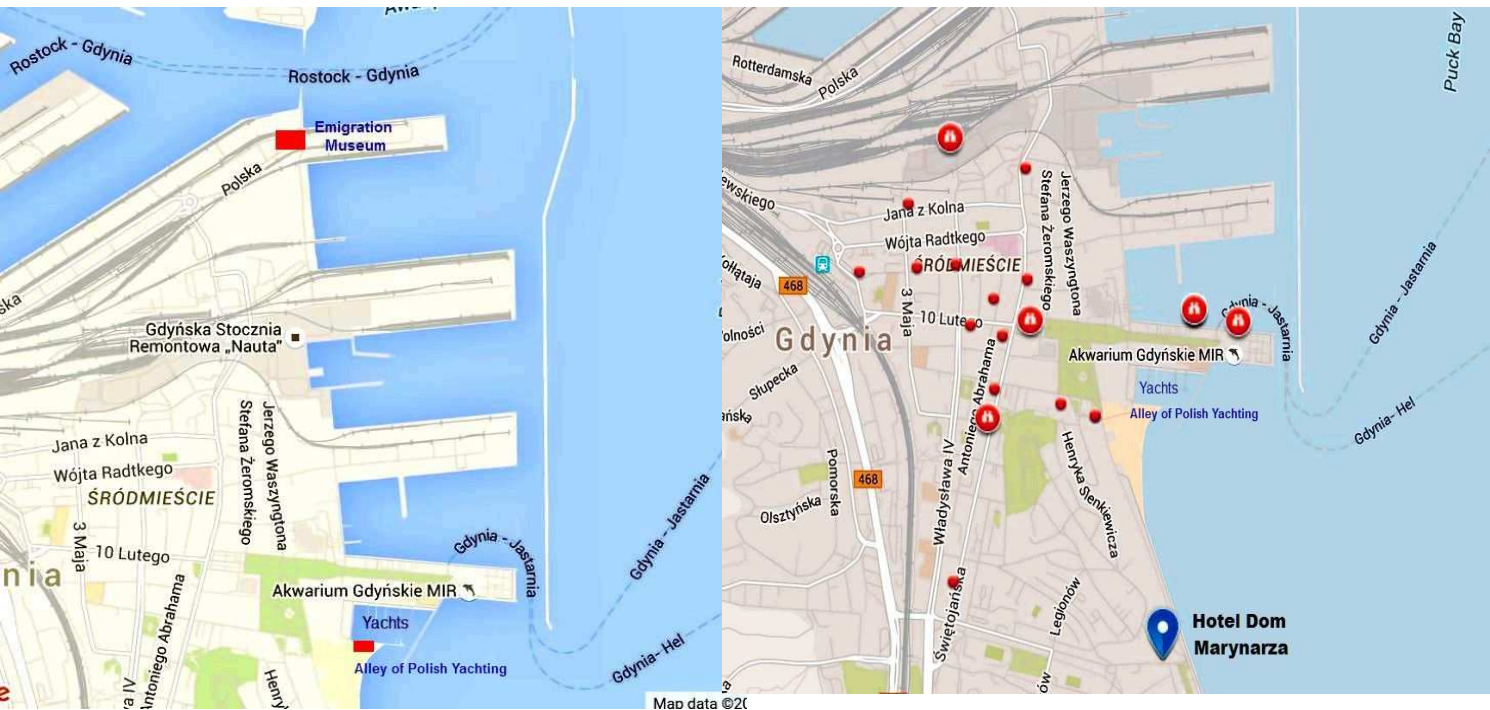 Rostock - Gdynia
Rostock - Gdynia
Emigration
Museum
Polska
Gdyńska Stocznia
Remontowa „Nauta"
Jana z Kolna
Wójta Radtkego
ŚRÓDMIEŚCIE
3 Maja
Stefana Żeromskiego
Jerzego Waszyngtona
10 Lutego
nia
Gdynia - Jastarnia
Gdynia - Jastarnia
Akwarium Gdyńskie MIR
Yachts
Alley of Polish Yachting
Antoniego Abrahama
Gdynia- Hel
Map data ©20
Puck Bay
Rotterdamska
Polska
Jana z Kolna
Wójta Radtkego
ŚRÓDMIEŚCIE
Stefana Żeromskiego
Jerzego Waszyngtona
468
3 Maja
10 Lutego
Gdynia
Gdynia - Jastarnia
Gdynia - Jastarnia
Akwarium Gdyńskie MIR
Yachts
Alley of Polish Yachting
Gdynia- Hel
Słupecka
Antoniego Abrahama
Władysława IV
Pomorska
468
Olsztyńska
Henryka Sienkiewicza
Świętojańska
Legionów
Hotel Dom
Marynarza